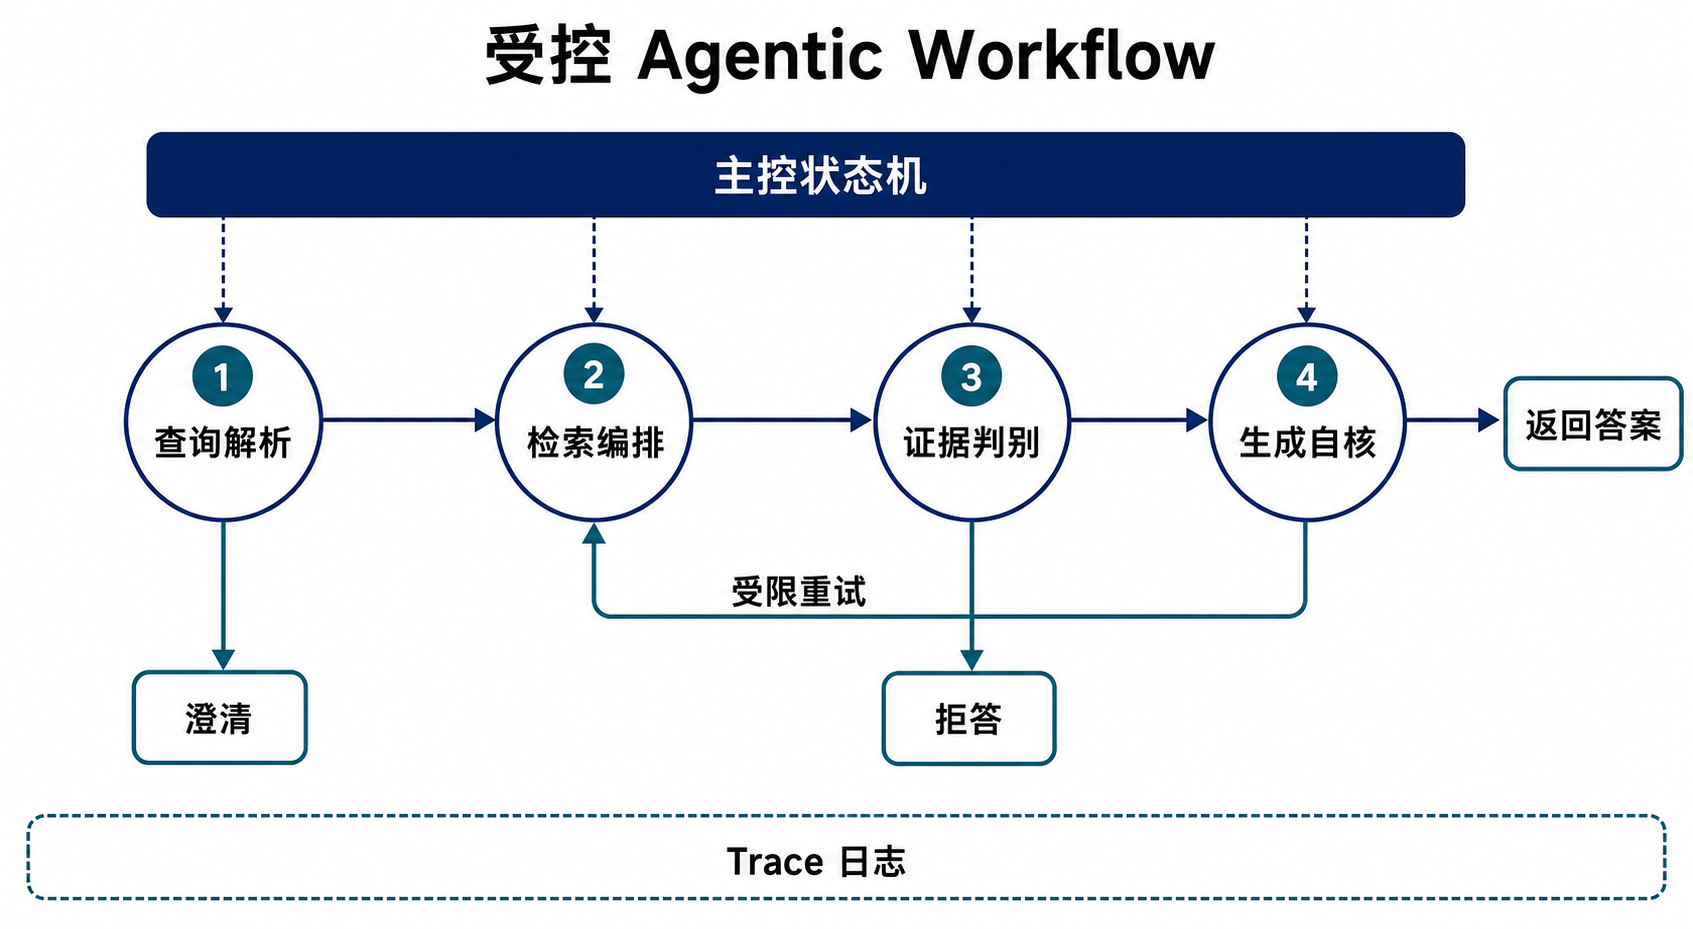 受控 Agentic Workflow
主控状态机
1
查询解析
2
检索编排
3
证据判别
4
生成自核
返回答案
受限重试
澄清
拒答
Trace 日志